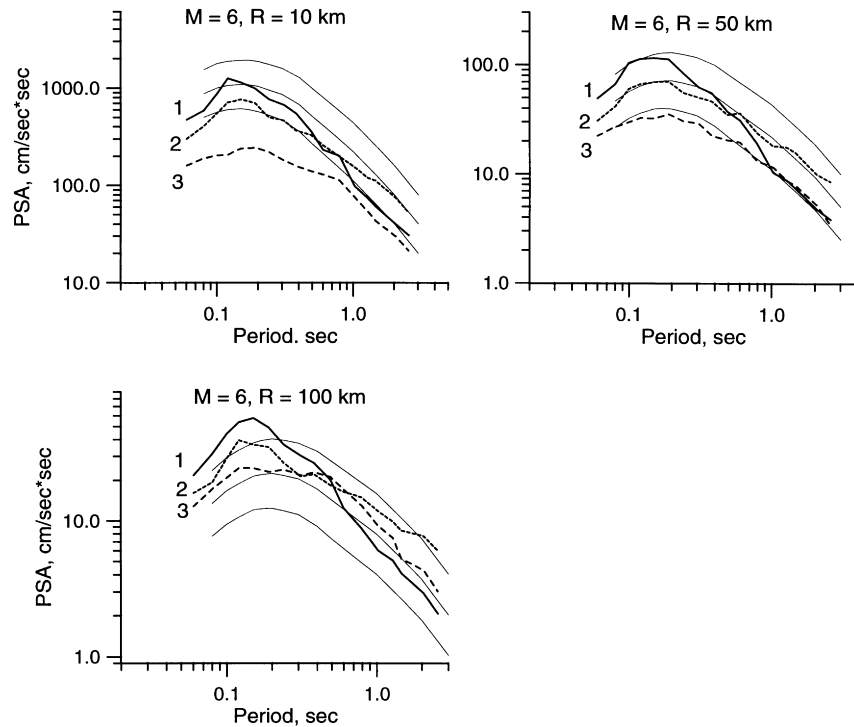 M = 6, R = 10 km
PSA, cm/sec*sec
1000.0
100.0
10.0
1
2
3
0.1
1.0
Period. sec
M = 6, R = 50 km
100.0
10.0
1.0
1
2
3
0.1
1.0
Period, sec
M = 6, R = 100 km
PSA, cm/sec*sec
10.0
1.0
1
2
3
0.1
1.0
Period, sec